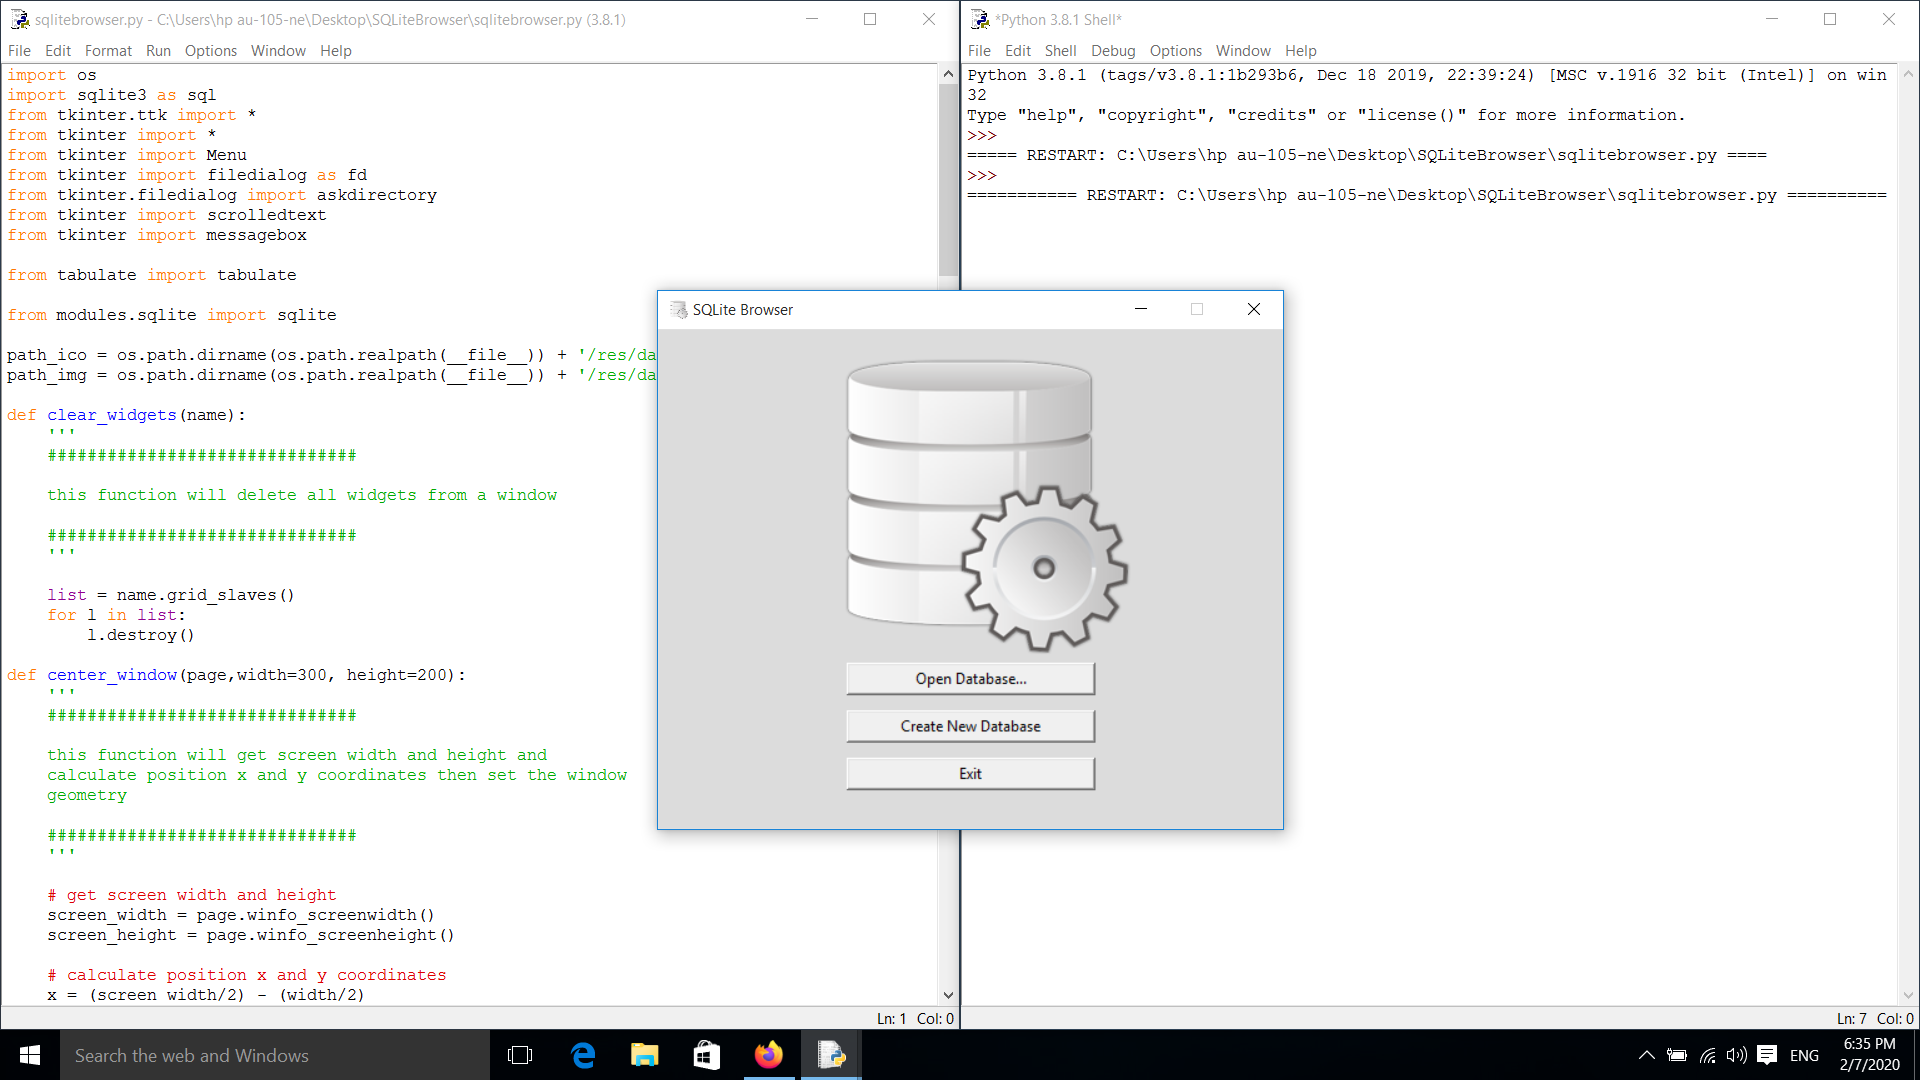 sqlitebrowser.py - C:\Users\hp au-105-ne\Desktop\SQLiteBrowser\sqlitebrowser.py (3.8.1)
File Edit Format Run Options Window Help
import os
import sqlite3 as sql
from tkinter.ttk import *
from tkinter import *
from tkinter import Menu
from tkinter import filedialog as fd
from tkinter.filedialog import askdirectory
from tkinter import scrolledtext
from tkinter import messagebox
from tabulate import tabulate
from modules.sqlite import sqlite
path_ico = os.path.dirname(os.path.realpath(__file__)) + '/res/da
path_img = os.path.dirname(os.path.realpath(__file__)) + '/res/da
def clear_widgets(name):
'''
###############################
this function will delete all widgets from a window
###############################
'''
list = name.grid_slaves()
for l in list:
l.destroy()
def center_window(page,width=300, height=200):
'''
###############################
this function will get screen width and height and
calculate position x and y coordinates then set the window
geometry
###############################
'''
# get screen width and height
screen_width = page.winfo_screenwidth()
screen_height = page.winfo_screenheight()
# calculate position x and y coordinates
x = (screen_width/2) - (width/2)
Ln: 1 Col: 0
*Python 3.8.1 Shell*
File Edit Shell Debug Options Window Help
Python 3.8.1 (tags/v3.8.1:1b293b6, Dec 18 2019, 22:39:24) [MSC v.1916 32 bit (Intel)] on win
32
Type "help", "copyright", "credits" or "license()" for more information.
>>>
===== RESTART: C:\Users\hp au-105-ne\Desktop\SQLiteBrowser\sqlitebrowser.py ====
>>>
=========== RESTART: C:\Users\hp au-105-ne\Desktop\SQLiteBrowser\sqlitebrowser.py ==========
Ln: 7 Col: 0
SQLite Browser
Open Database...
Create New Database
Exit
Search the web and Windows
ENG
6:35 PM
2/7/2020